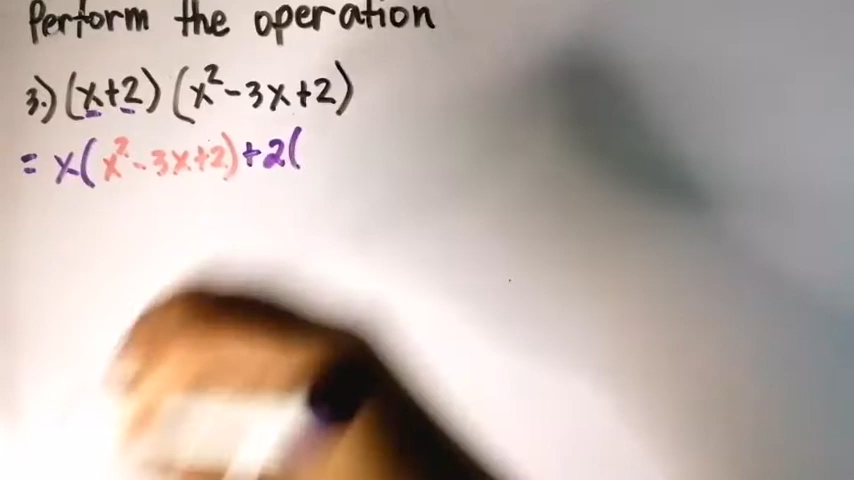 Perform the operation
3.) (x+2) (x²-3x+2)
= x(x²-3x+2)+2(